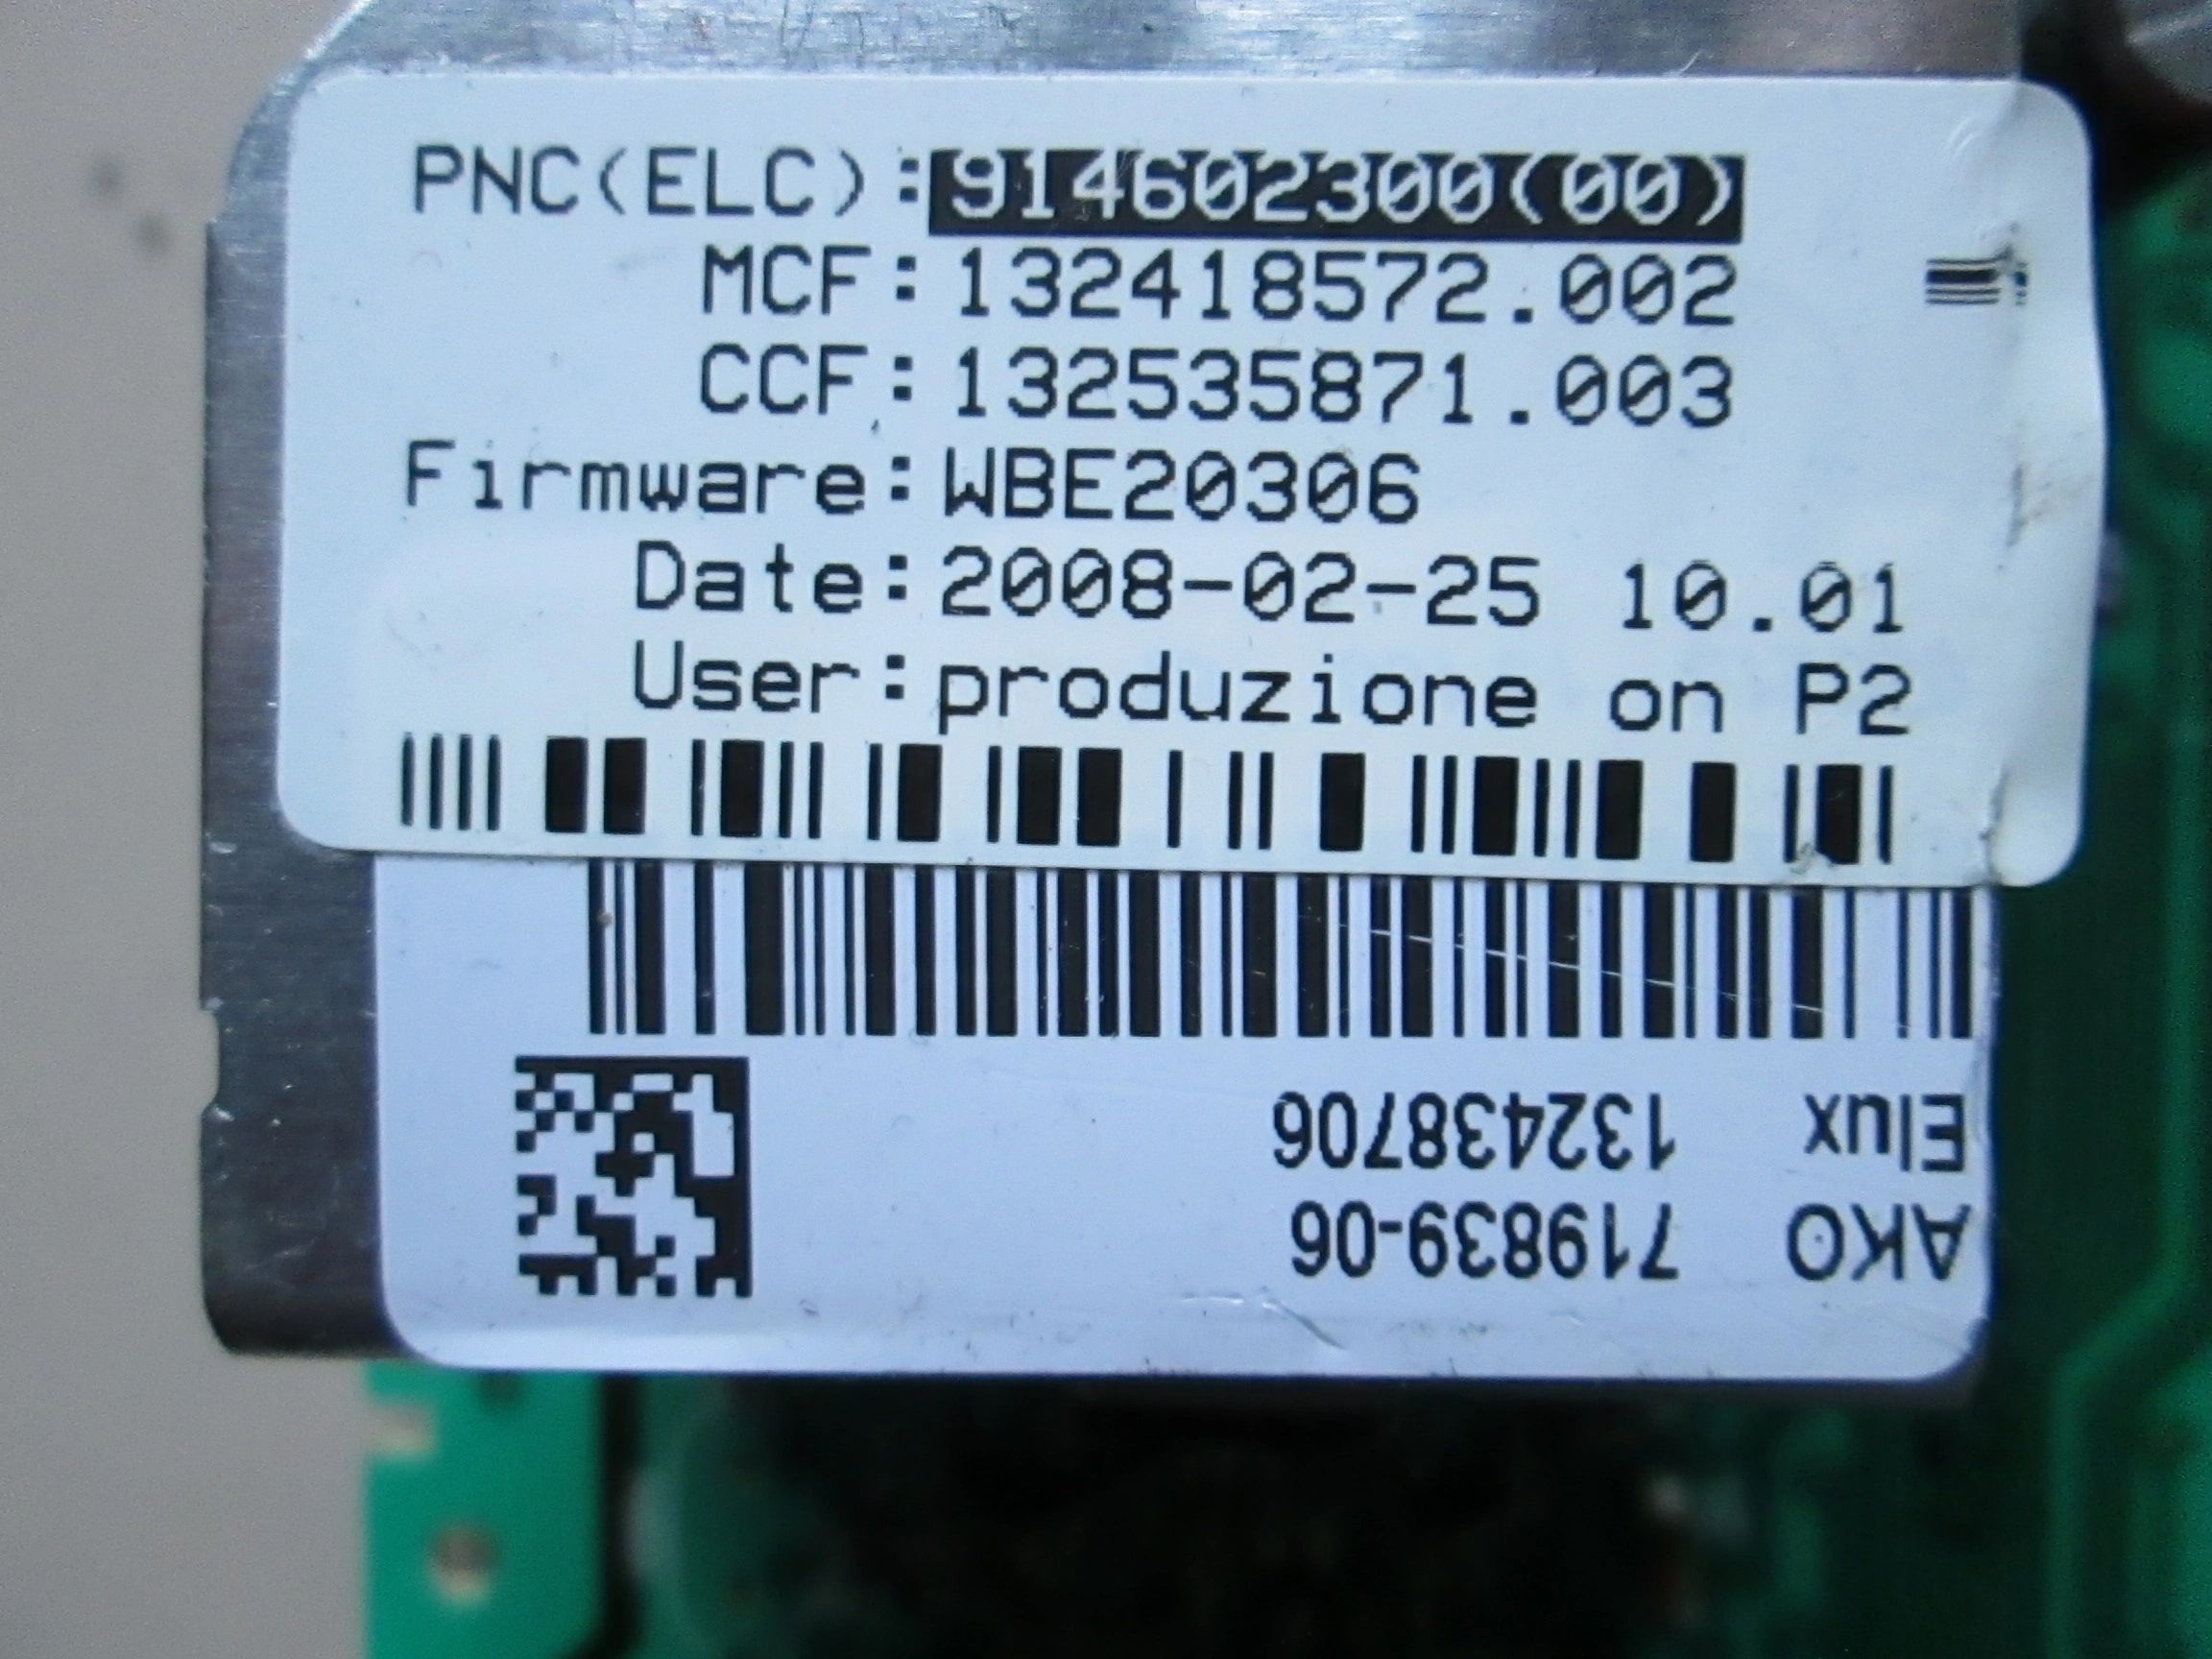 PNC(ELC):914602300(00)
MCF:132418572.002
CCF:132535871.003
Firmware:WBE20306
Date:2008-02-25 10.01
User:produzione on P2
AKO 719839-06
Elux 132438706